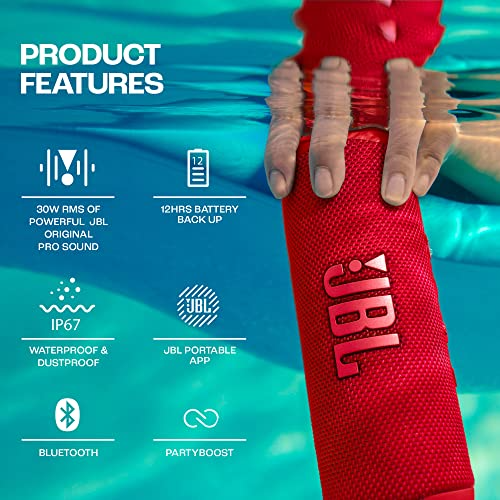 PRODUCT
FEATURES
12
30W RMS OF
POWERFUL JBL
ORIGINAL
PRO SOUND
12HRS BATTERY
BACK UP
IP67
JBL
WATERPROOF &
DUSTPROOF
JBL PORTABLE
APP
BLUETOOTH
PARTYBOOST
JBL